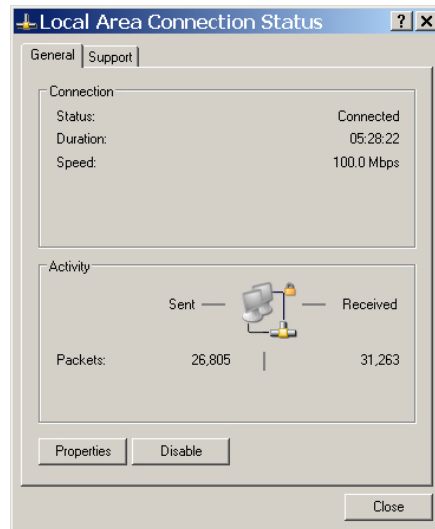 Local Area Connection Status ? X
General Support
Connection
Status: Connected
Duration: 05:28:22
Speed: 100.0 Mbps
Activity
Sent — — Received
Packets: 26,805 | 31,263
Properties Disable
Close